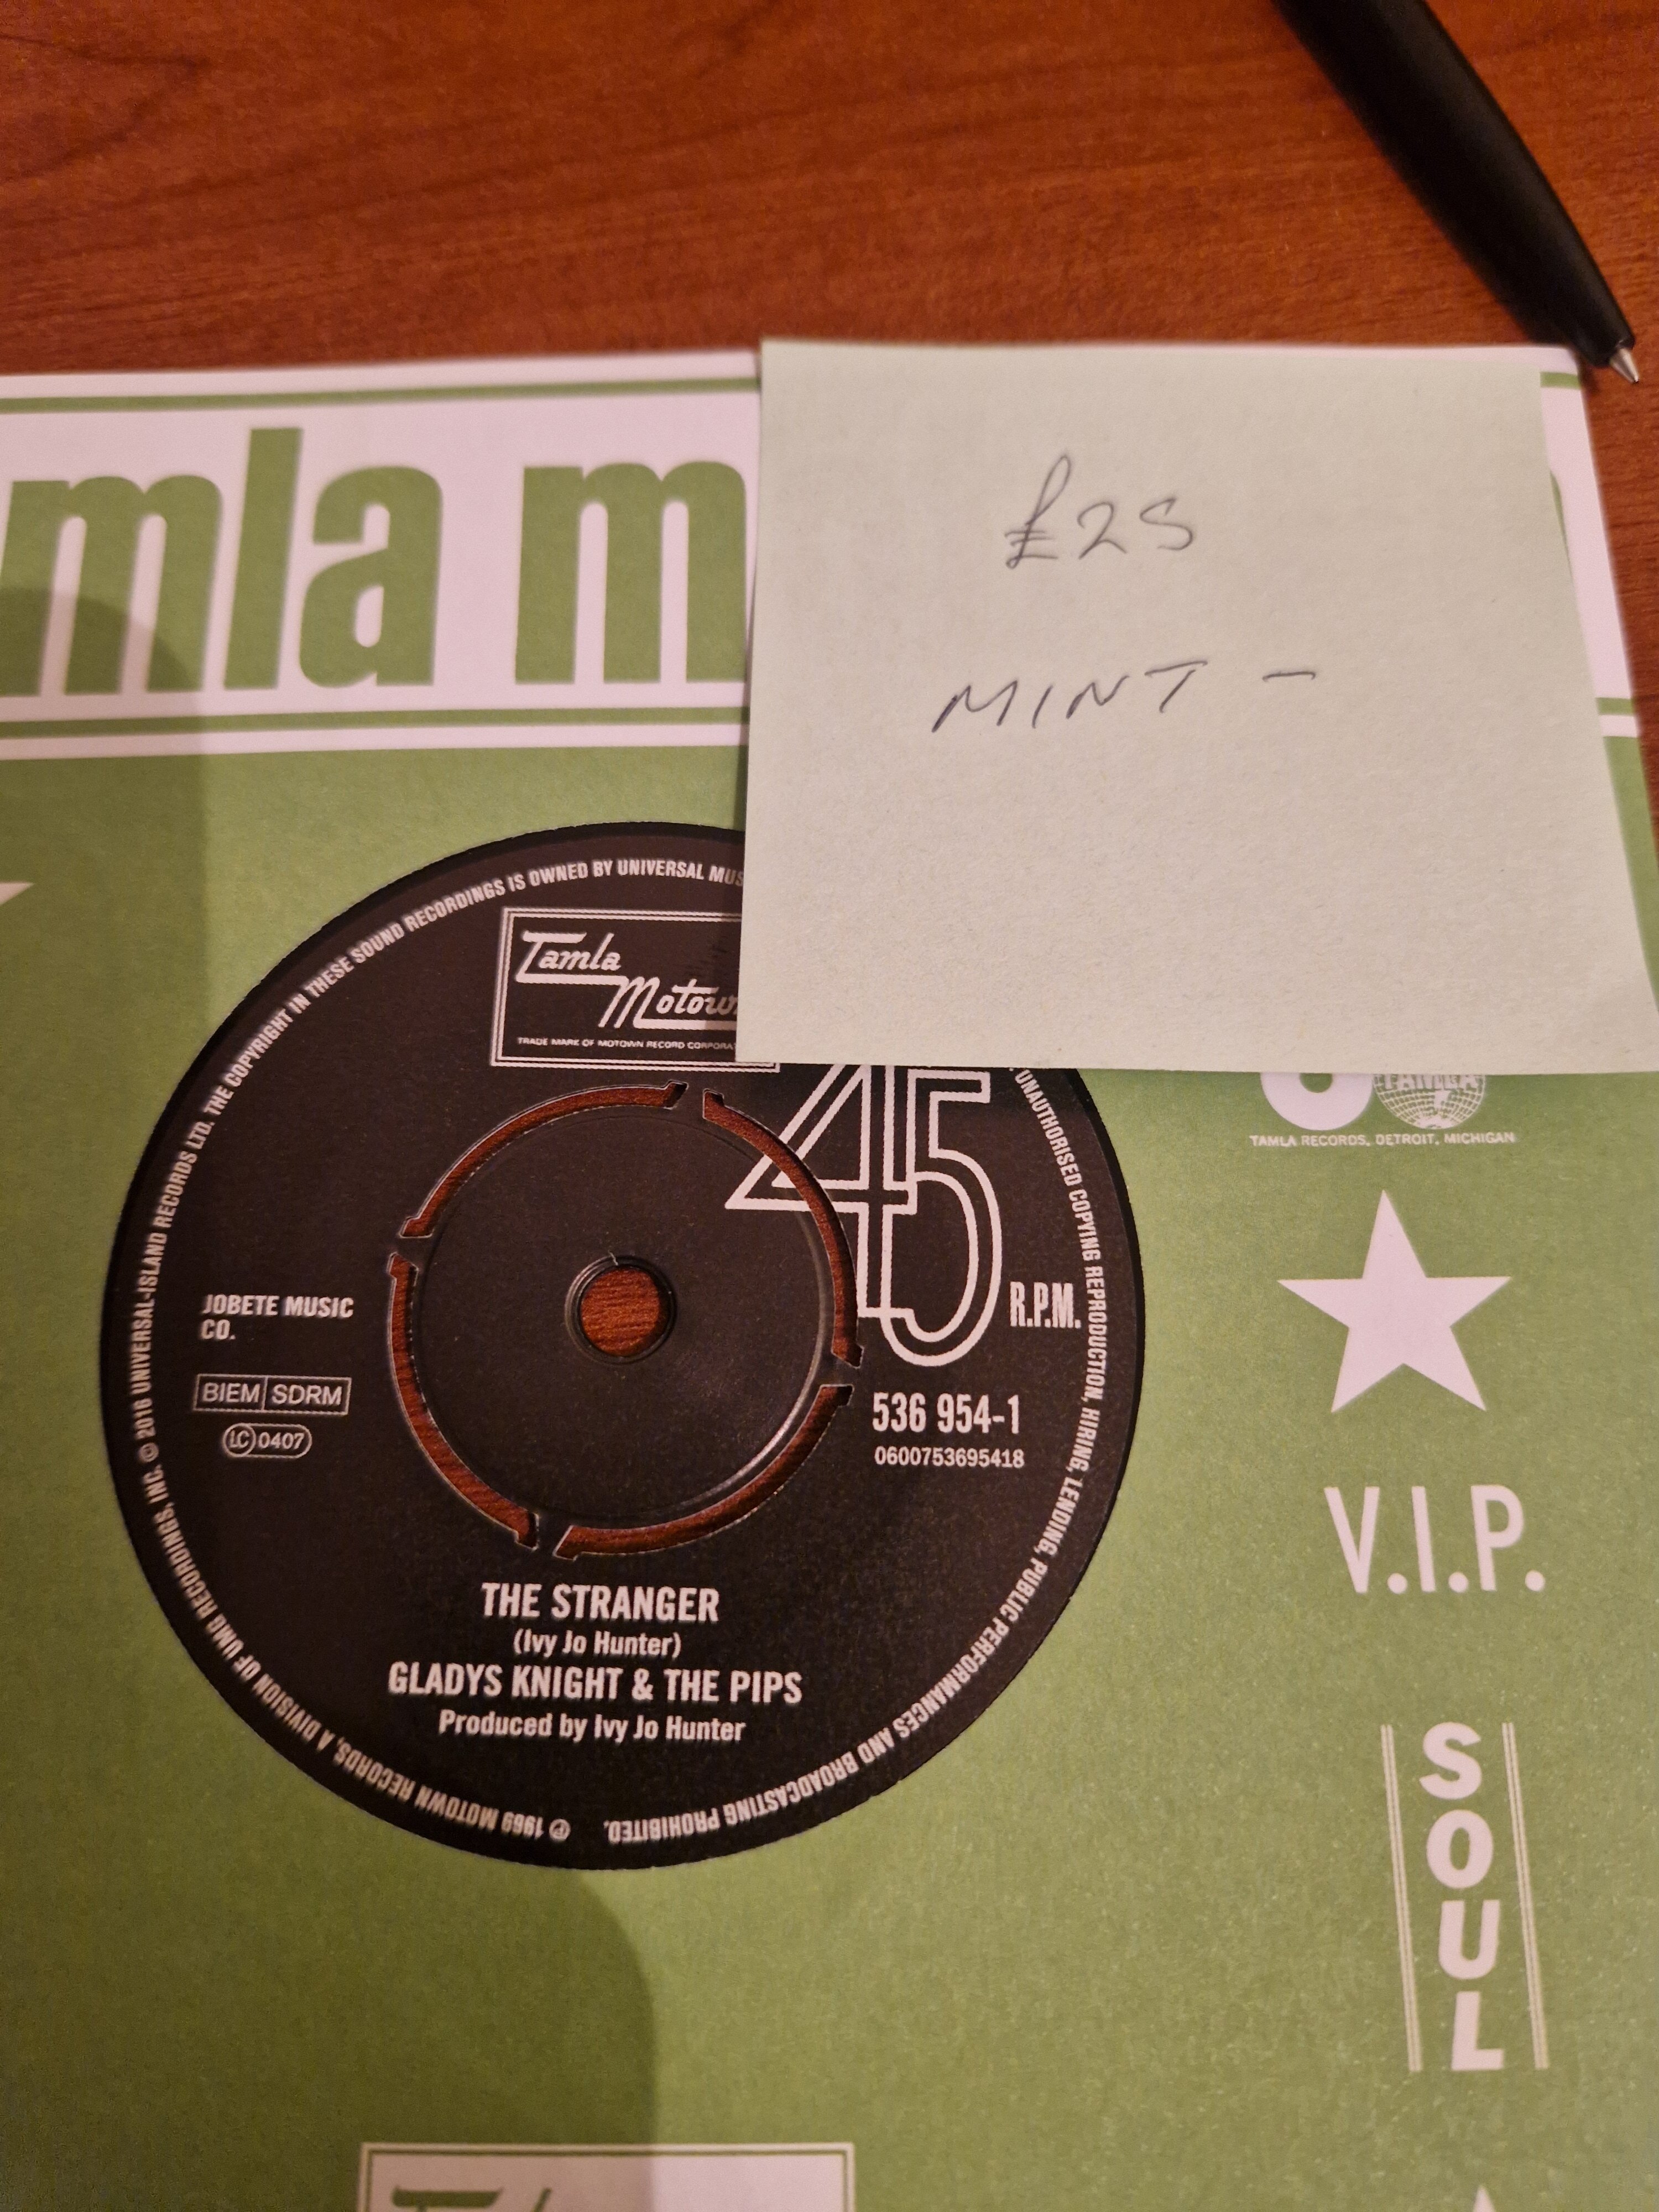 mla m
£25
MINT -
THE COPYRIGHT IN THESE SOUND RECORDINGS IS OWNED BY UNIVERSAL
Tamla
Motown
TRADE MARK OF MOTOWN RECORD
45
R.P.M.
UNAUTHORISED COPYING REPRODUCTION, HIRING, LENDING, PUBLIC PERFORMANCES AND BROADCASTING PROHIBITED.
TAMLA
TAMLA RECORDS, DETROIT, MICHIGAN
JOBETE MUSIC
CO.
BIEM SDRM
LC 0407
536 954-1
0600753695418
V.I.P.
THE STRANGER
(Ivy Jo Hunter)
GLADYS KNIGHT & THE PIPS
Produced by Ivy Jo Hunter
℗ 1969 MOTOWN RECORDS, A DIVISION OF UMG RECORDINGS, INC. © 2016 UNIVERSAL-ISLAND RECORDS LTD.
SOUL